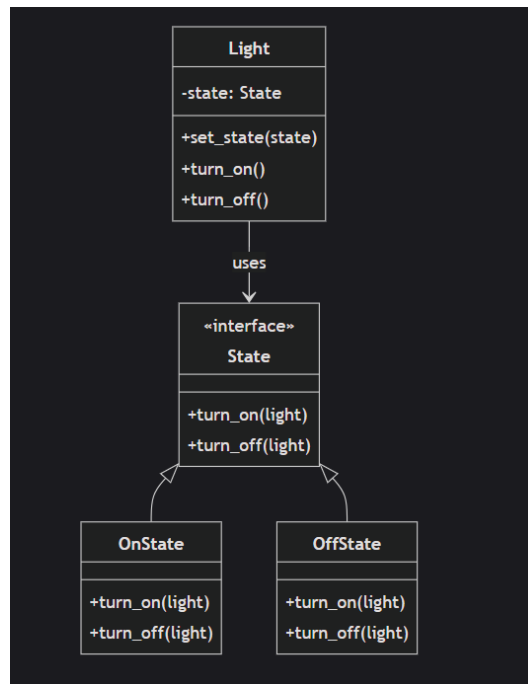 Light
-state: State
+set_state(state)
+turn_on()
+turn_off()
uses
«interface»
State
+turn_on(light)
+turn_off(light)
OnState
+turn_on(light)
+turn_off(light)
OffState
+turn_on(light)
+turn_off(light)